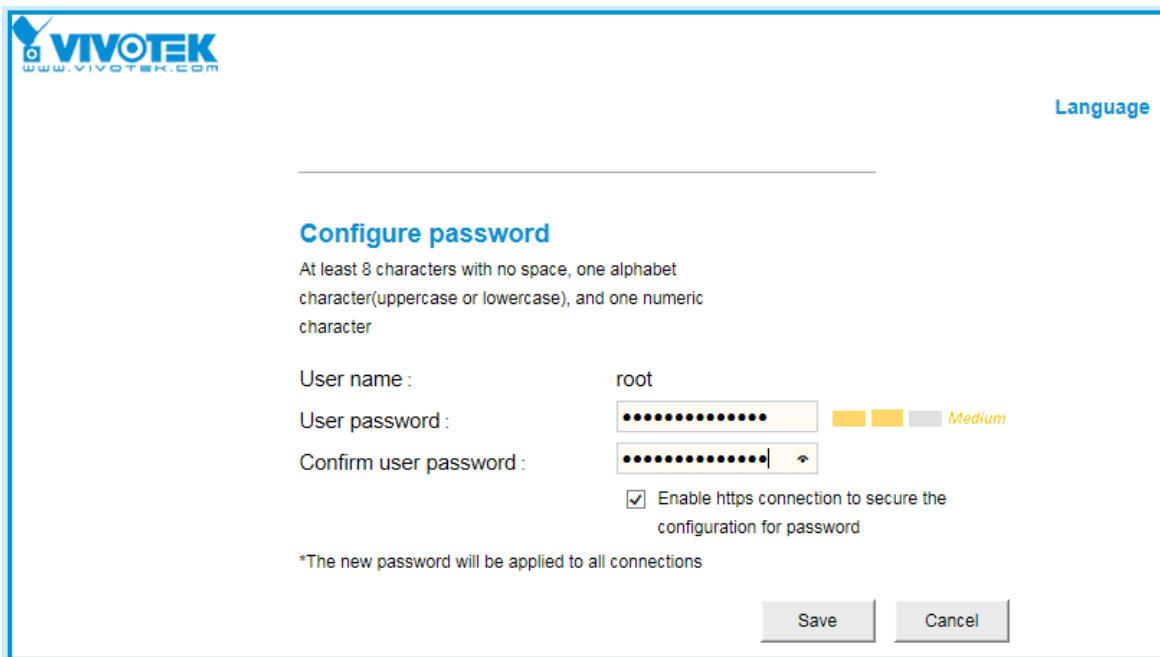 VIVOTEK
www.vivotek.com
Language
Configure password
At least 8 characters with no space, one alphabet
character(uppercase or lowercase), and one numeric
character
User name : root
User password : •••••••••••••• Medium
Confirm user password : ••••••••••••••
Enable https connection to secure the
configuration for password
*The new password will be applied to all connections
Save Cancel